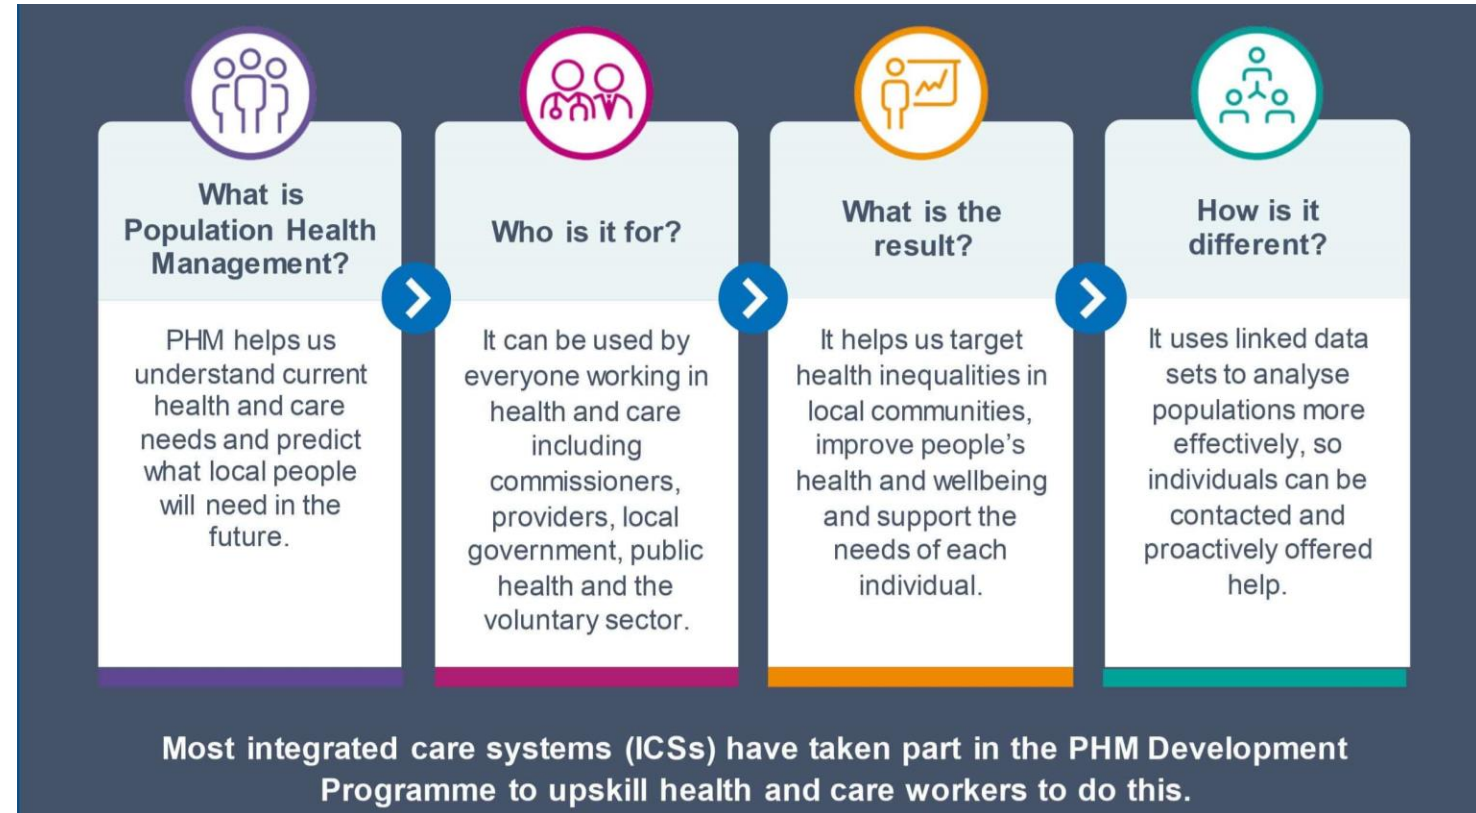 What is
Population Health
Management?
PHM helps us
understand current
health and care
needs and predict
what local people
will need in the
future.
Who is it for?
It can be used by
everyone working in
health and care
including
commissioners,
providers, local
government, public
health and the
voluntary sector.
What is the
result?
It helps us target
health inequalities in
local communities,
improve people’s
health and wellbeing
and support the
needs of each
individual.
How is it
different?
It uses linked data
sets to analyse
populations more
effectively, so
individuals can be
contacted and
proactively offered
help.
Most integrated care systems (ICSs) have taken part in the PHM Development
Programme to upskill health and care workers to do this.